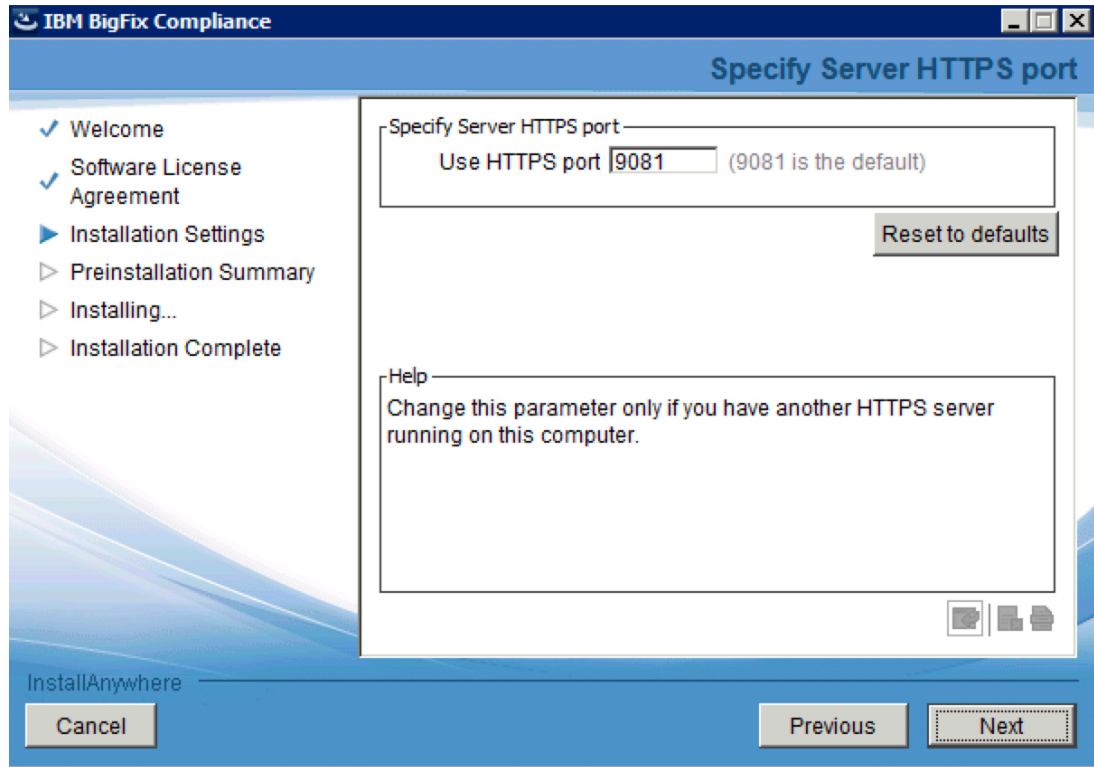 IBM BigFix Compliance
Specify Server HTTPS port
Welcome
Software License
Agreement
Installation Settings
Preinstallation Summary
Installing...
Installation Complete
Specify Server HTTPS port
Use HTTPS port 9081 (9081 is the default)
Reset to defaults
Help
Change this parameter only if you have another HTTPS server
running on this computer.
InstallAnywhere
Cancel
Previous
Next